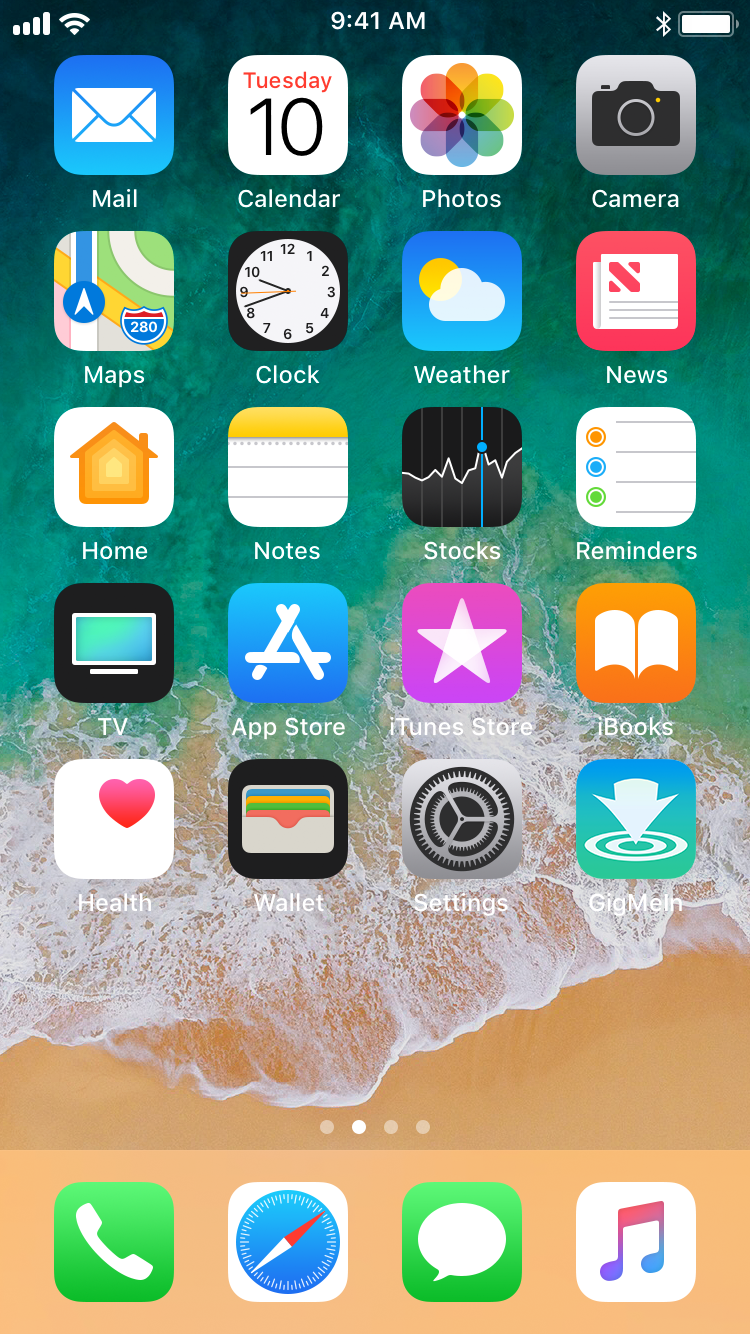 9:41 AM
Tuesday
10
Mail
Calendar
Photos
Camera
280
12
1
2
3
4
5
6
7
8
9
10
11
Maps
Clock
Weather
News
Home
Notes
Stocks
Reminders
TV
App Store
iTunes Store
iBooks
Health
Wallet
Settings
GigMeIn